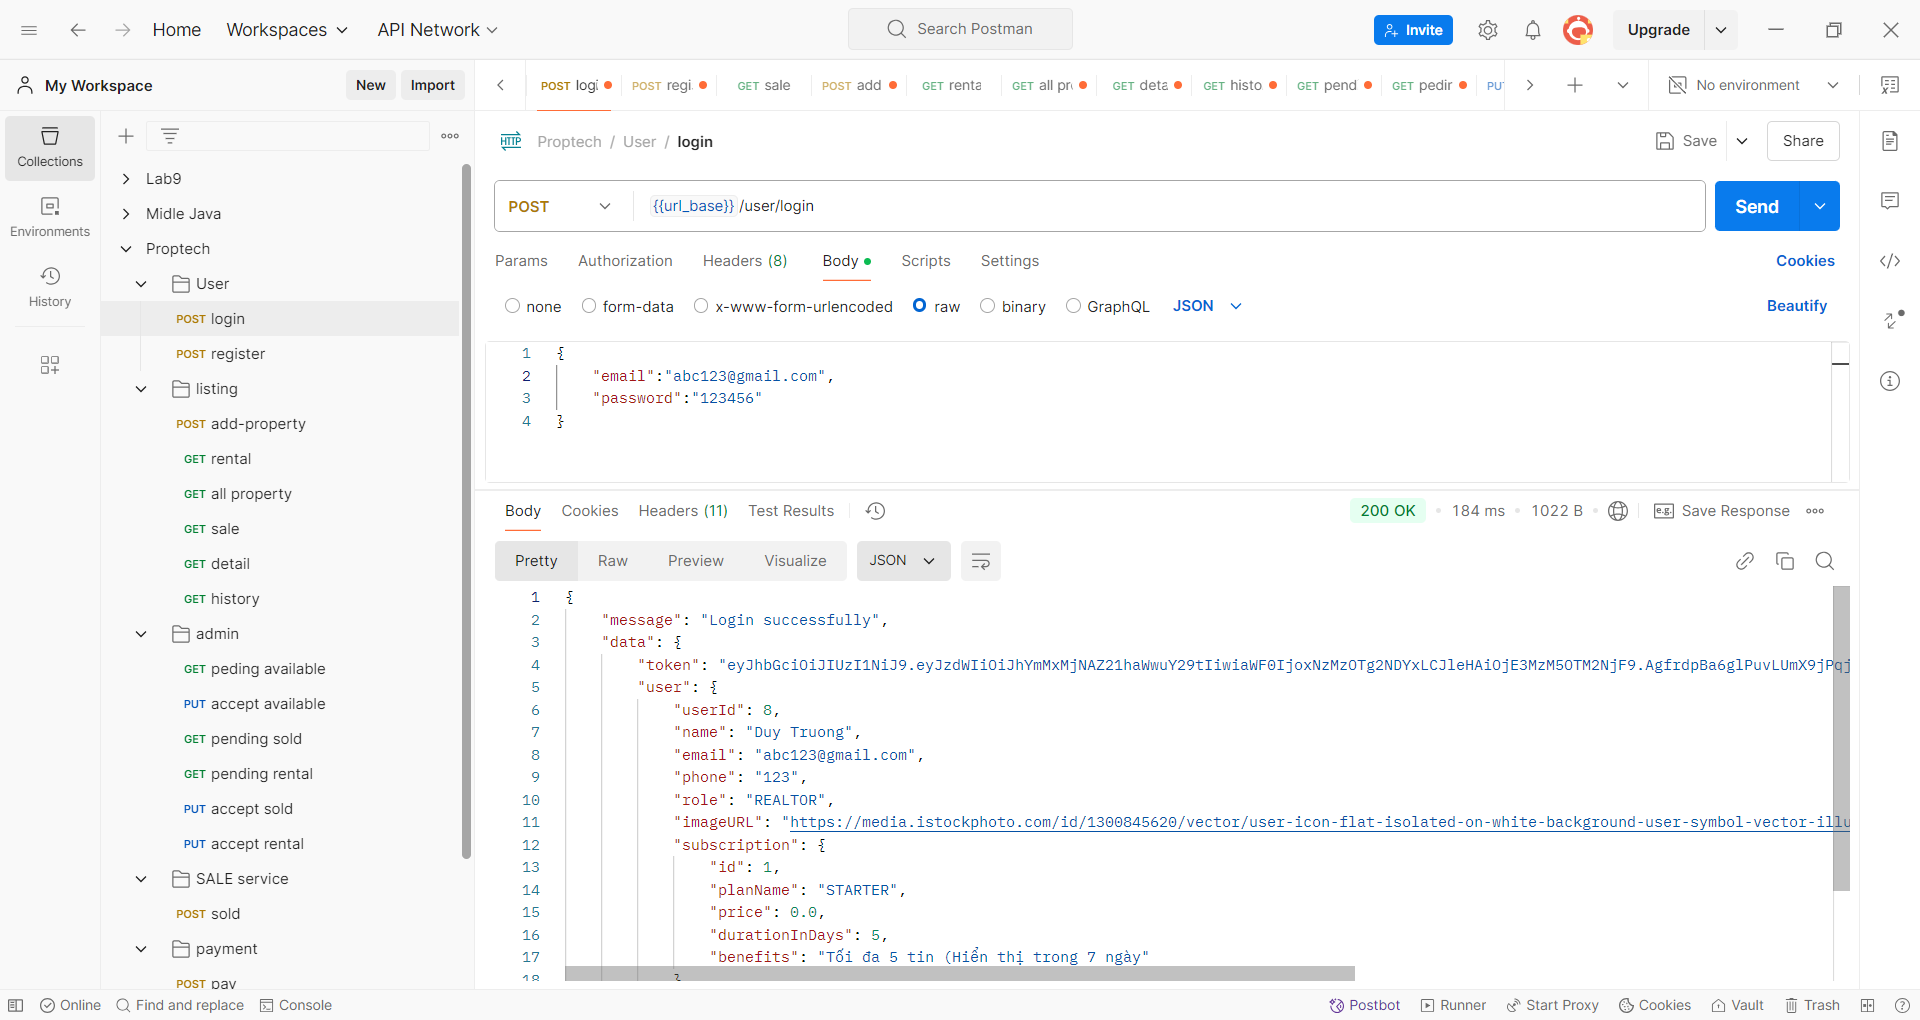 Home Workspaces API Network Search Postman Invite Upgrade
My Workspace New Import
POST logi POST regi. GET sale POST add GET renta GET all pr GET deta GET histo GET pend GET pedir PU No environment
Collections
Environments
History
Lab9
Midle Java
Proptech
User
POST login
POST register
listing
POST add-property
GET rental
GET all property
GET sale
GET detail
GET history
admin
GET peding available
PUT accept available
GET pending sold
GET pending rental
PUT accept sold
PUT accept rental
SALE service
POST sold
payment
POST pay
HTTP Proptech / User / login Save Share
POST {{url_base}} /user/login Send
Params Authorization Headers (8) Body Scripts Settings Cookies
none form-data x-www-form-urlencoded raw binary GraphQL JSON Beautify
1 {
2 "email":"abc123@gmail.com",
3 "password":"123456"
4 }
Body Cookies Headers (11) Test Results 200 OK • 184 ms • 1022 B • e.g. Save Response
Pretty Raw Preview Visualize JSON
1 {
2 "message": "Login successfully",
3 "data": {
4 "token": "eyJhbGciOiJIUzI1NiJ9.eyJzdWIiOiJhYmMxMjNAZ21haWwuY29tIiwiaWF0IjoxNzMzOTg2NDYxLCJleHAiOjE3MzM5OTM2NjF9.AgfrdpBa6glPuvLUmX9jPqj
5 "user": {
6 "userId": 8,
7 "name": "Duy Truong",
8 "email": "abc123@gmail.com",
9 "phone": "123",
10 "role": "REALTOR",
11 "imageURL": "https://media.istockphoto.com/id/1300845620/vector/user-icon-flat-isolated-on-white-background-user-symbol-vector-illu
12 "subscription": {
13 "id": 1,
14 "planName": "STARTER",
15 "price": 0.0,
16 "durationInDays": 5,
17 "benefits": "Tối đa 5 tin (Hiển thị trong 7 ngày"
18 }
Online Find and replace Console Postbot Runner Start Proxy Cookies Vault Trash